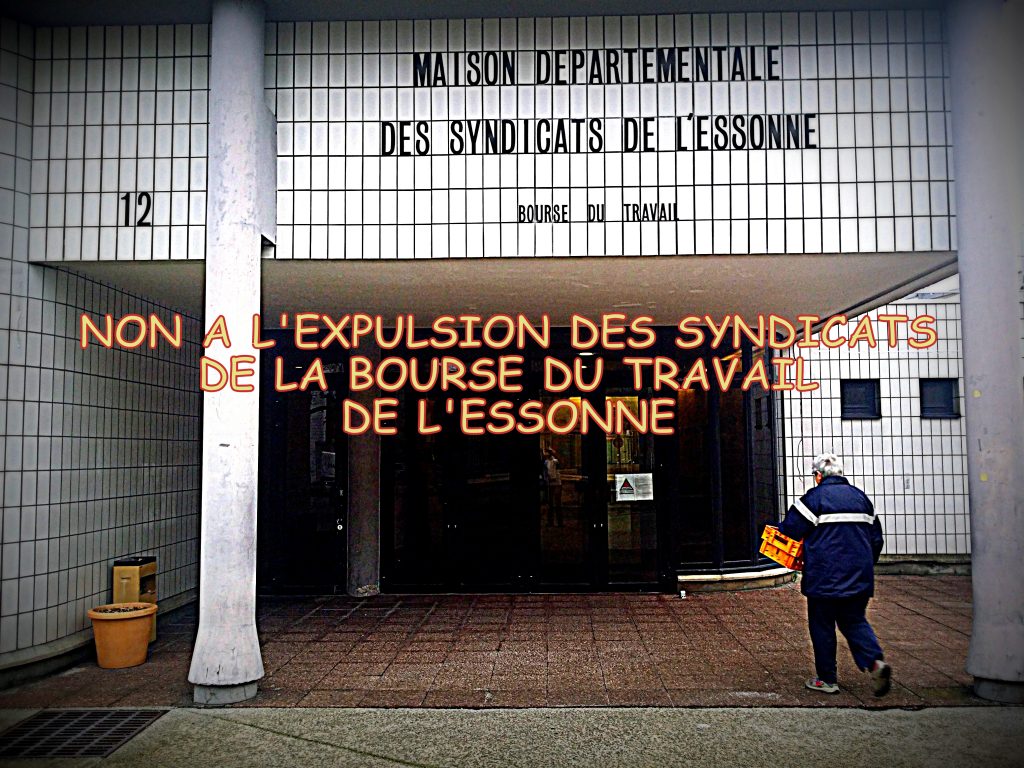 MAISON DEPARTEMENTALE
DES SYNDICATS DE L'ESSONNE
12
BOURSE DU TRAVAIL
NON A L'EXPULSION DES SYNDICATS
DE LA BOURSE DU TRAVAIL
DE L'ESSONNE